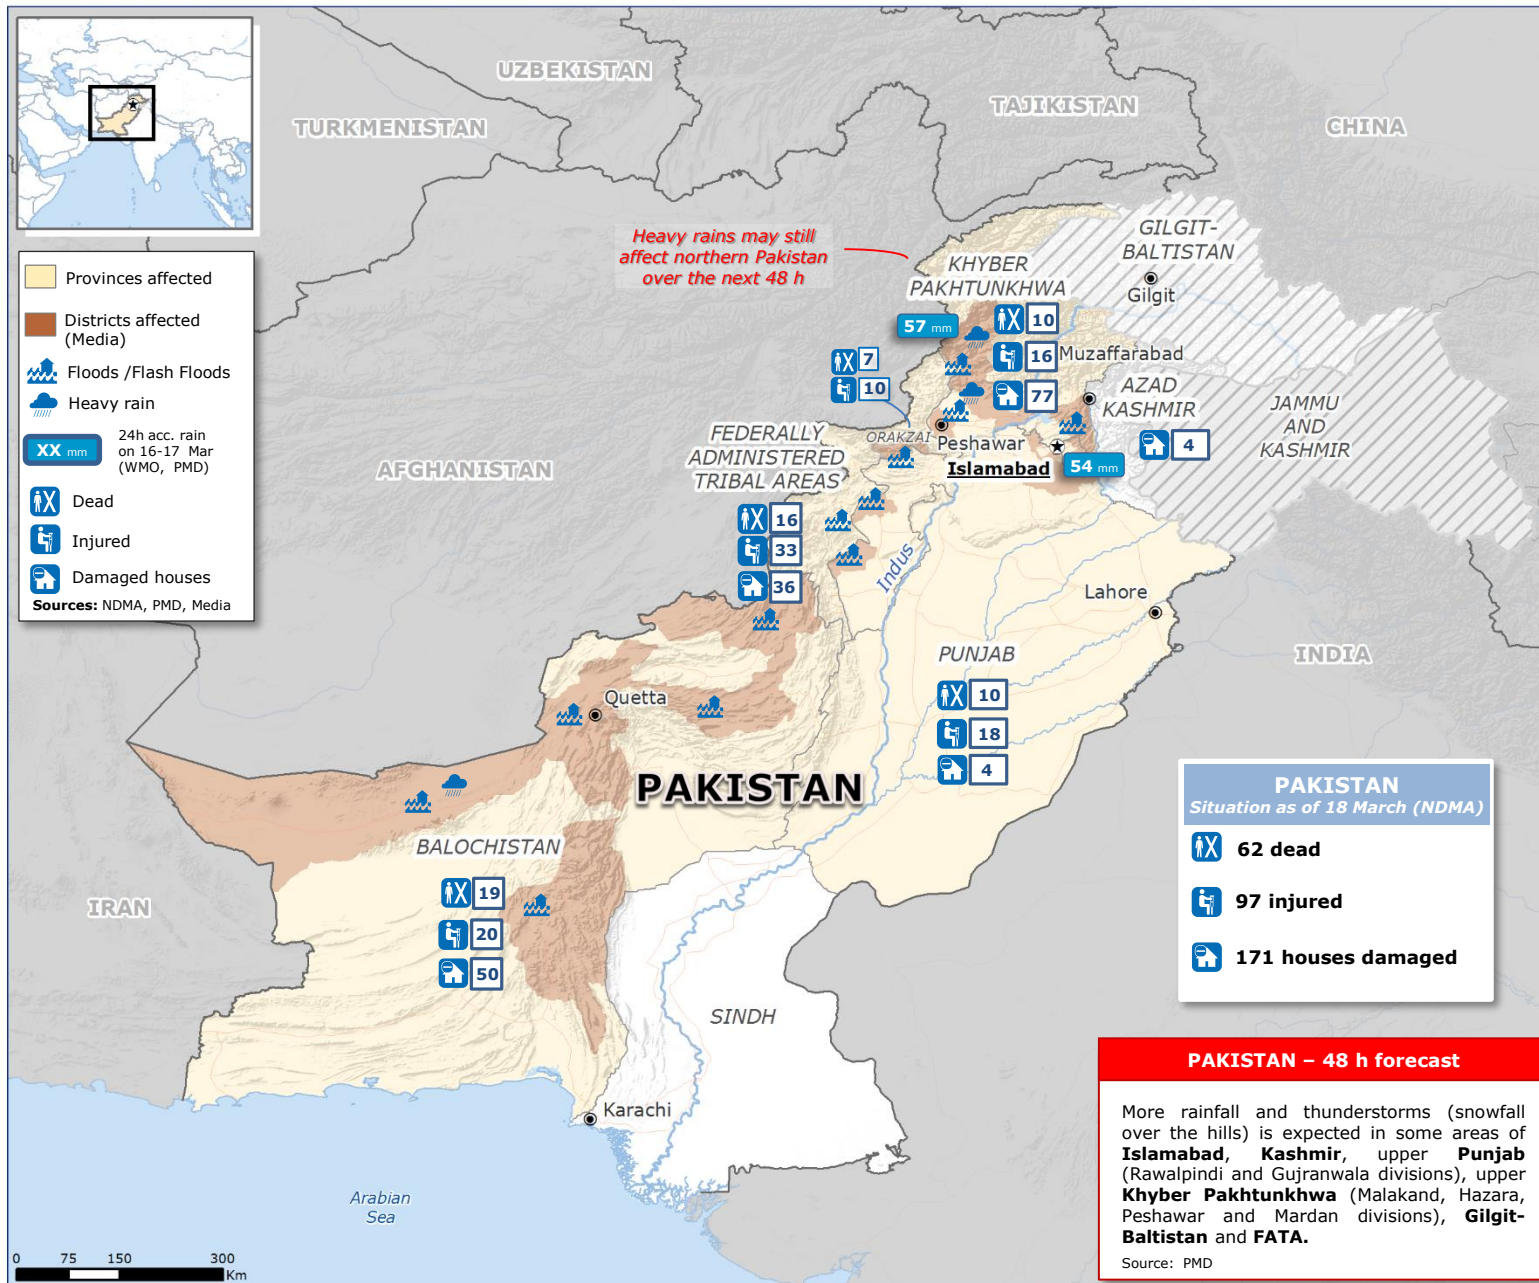 UZBEKISTAN
TAJIKISTAN
TURKMENISTAN
CHINA
Heavy rains may still
affect northern Pakistan
over the next 48 h
GILGIT-
BALTISTAN
Gilgit
KHYBER
PAKHTUNKHWA
57 mm
10
16
77
Muzaffarabad
AZAD
KASHMIR
4
JAMMU
AND
KASHMIR
7
10
ORAKZAI
Peshawar
Islamabad
54 mm
FEDERALLY
ADMINISTERED
TRIBAL AREAS
16
33
36
AFGHANISTAN
Indus
Lahore
INDIA
PUNJAB
10
18
4
Quetta
PAKISTAN
BALOCHISTAN
19
20
50
IRAN
SINDH
Karachi
Arabian
Sea
0 75 150 300
Km
Provinces affected
Districts affected
(Media)
Floods /Flash Floods
Heavy rain
XX mm
24h acc. rain
on 16-17 Mar
(WMO, PMD)
Dead
Injured
Damaged houses
Sources: NDMA, PMD, Media
PAKISTAN
Situation as of 18 March (NDMA)
62 dead
97 injured
171 houses damaged
PAKISTAN – 48 h forecast
More rainfall and thunderstorms (snowfall
over the hills) is expected in some areas of
Islamabad, Kashmir, upper Punjab
(Rawalpindi and Gujranwala divisions), upper
Khyber Pakhtunkhwa (Malakand, Hazara,
Peshawar and Mardan divisions), Gilgit-
Baltistan and FATA.
Source: PMD